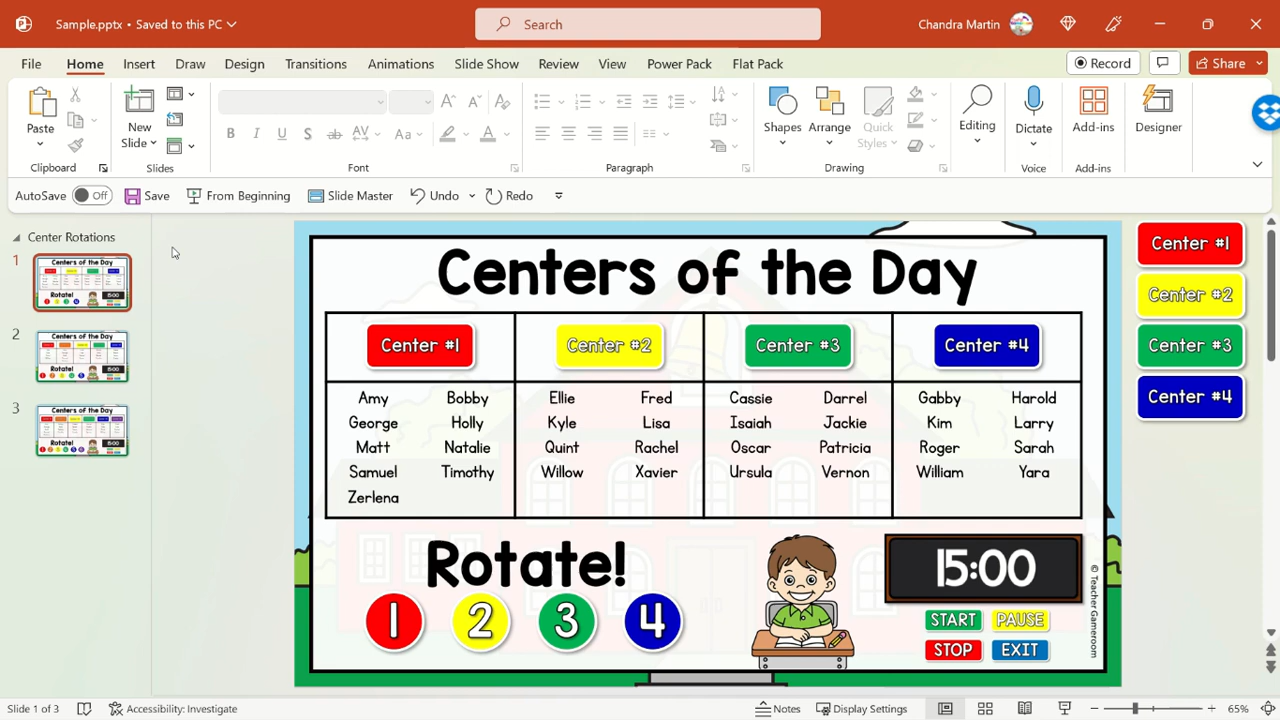 Sample.pptx • Saved to this PC
Search
Chandra Martin
File Home Insert Draw Design Transitions Animations Slide Show Review View Power Pack Flat Pack
Record
Share
Paste
New
Slide
Shapes
Arrange
Quick
Styles
Editing
Dictate
Add-ins
Designer
Clipboard
Slides
Font
Paragraph
Drawing
Voice
Add-ins
AutoSave Off Save From Beginning Slide Master Undo Redo
Center Rotations
1
2
3
Centers of the Day
Center #1 Center #2 Center #3 Center #4
Amy Bobby Ellie Fred Cassie Darrel Gabby Harold
George Holly Kyle Lisa Isaiah Jackie Kim Larry
Matt Natalie Quint Rachel Oscar Patricia Roger Sarah
Samuel Timothy Willow Xavier Ursula Vernon William Yara
Zerlena
Rotate!
1 2 3 4
15:00
START PAUSE
STOP EXIT
© Teacher Gameroom
Center #1
Center #2
Center #3
Center #4
Slide 1 of 3
Accessibility: Investigate
Notes
Display Settings
65%